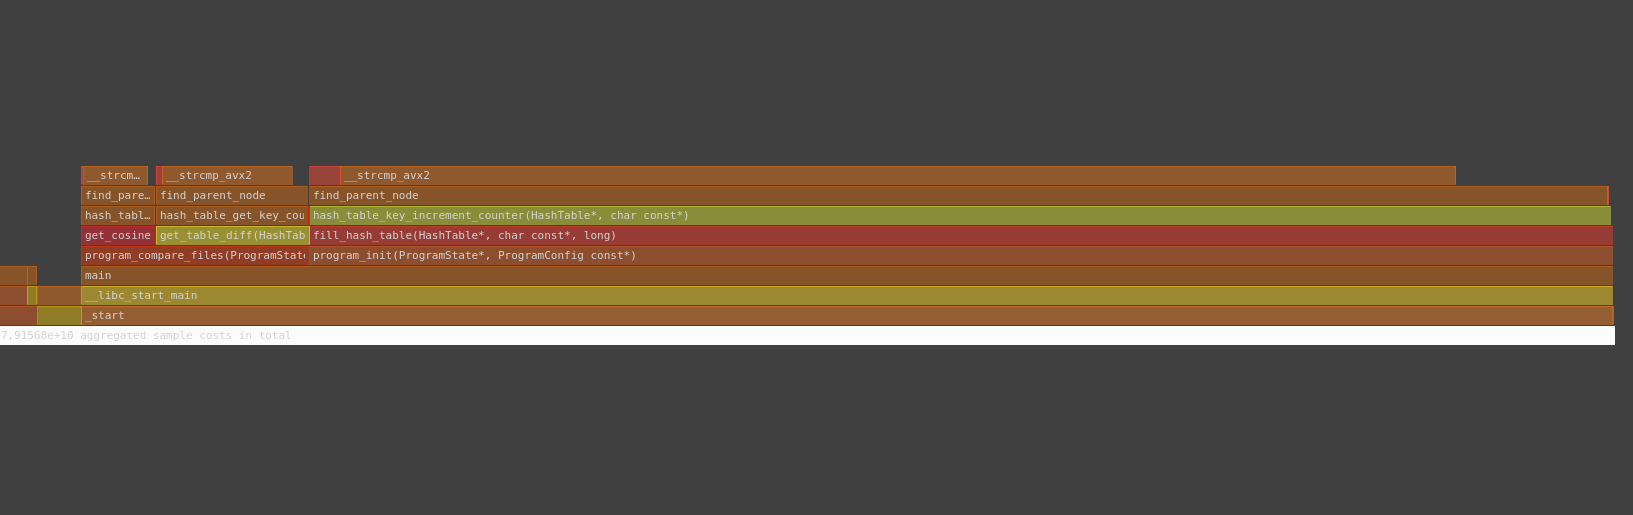 __strcm… __strcmp_avx2 __strcmp_avx2
find_pare… find_parent_node find_parent_node
hash_tabl… hash_table_get_key_cou hash_table_key_increment_counter(HashTable*, char const*)
get_cosine get_table_diff(HashTab fill_hash_table(HashTable*, char const*, long)
program_compare_files(ProgramState program_init(ProgramState*, ProgramConfig const*)
main
__libc_start_main
_start
7,91568e+10 aggregated sample costs in total